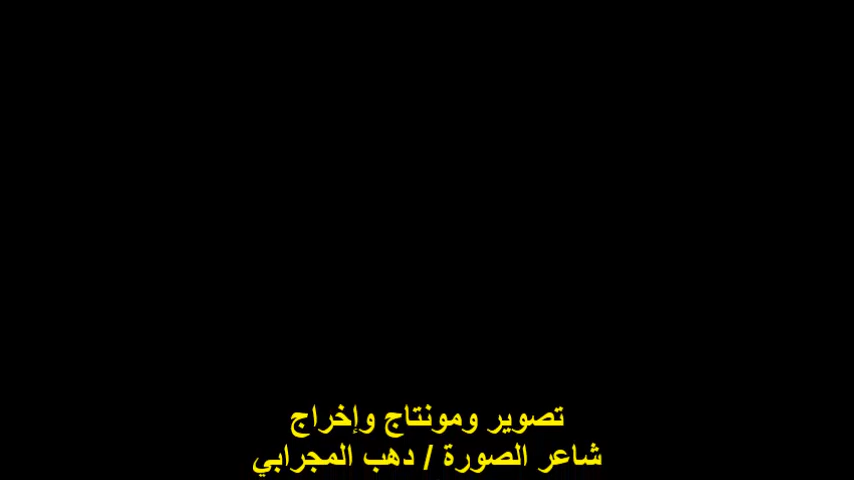 تصوير ومونتاج وإخراج
شاعر الصورة / دهب المجرابي